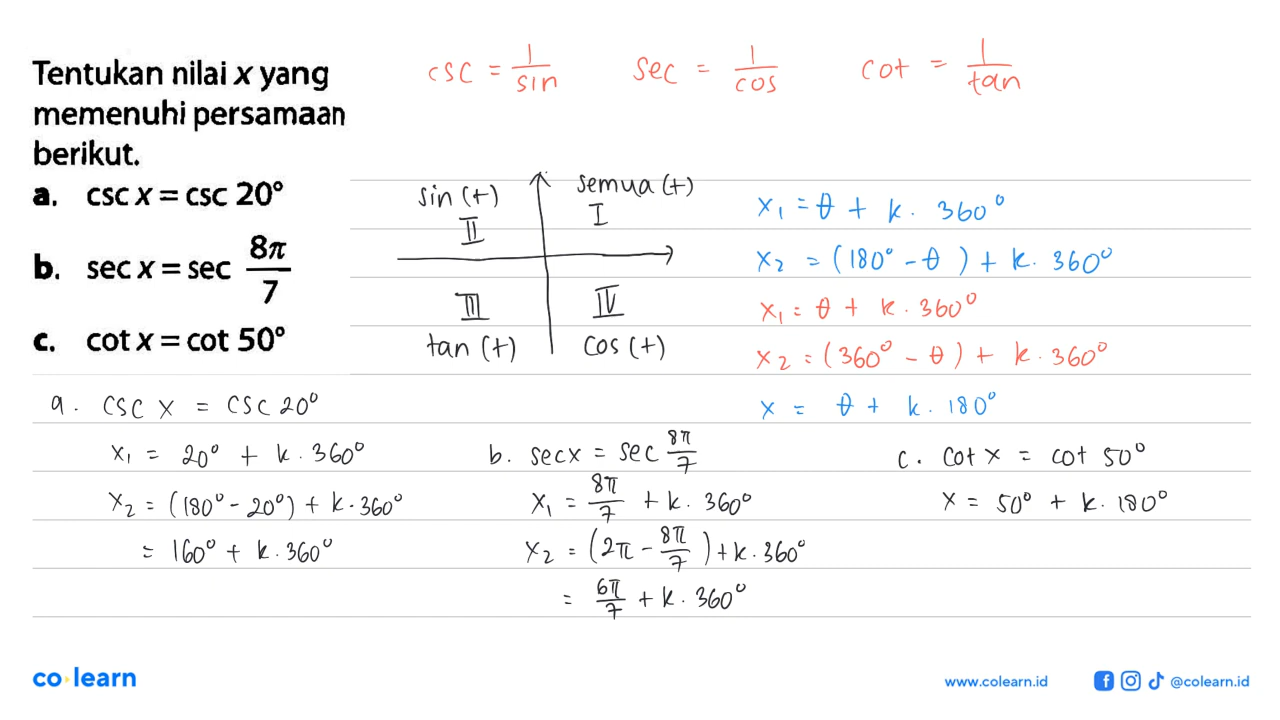 Tentukan nilai x yang
memenuhi persamaan
berikut.
a. csc x = csc 20°
b. sec x = sec 8π/7
c. cot x = cot 50°
csc = 1/sin sec = 1/cos cot = 1/tan
sin (+) semua (+)
II I
III IV
tan (+) cos (+)
x₁ = θ + k. 360°
x₂ = (180° - θ) + k. 360°
x₁ = θ + k. 360°
x₂ = (360° - θ) + k. 360°
x = θ + k. 180°
a. csc x = csc 20°
x₁ = 20° + k. 360°
x₂ = (180° - 20°) + k. 360°
= 160° + k. 360°
b. sec x = sec 8π/7
x₁ = 8π/7 + k. 360°
x₂ = (2π - 8π/7) + k. 360°
= 6π/7 + k. 360°
c. cot x = cot 50°
x = 50° + k. 180°
co learn
www.colearn.id @colearn.id